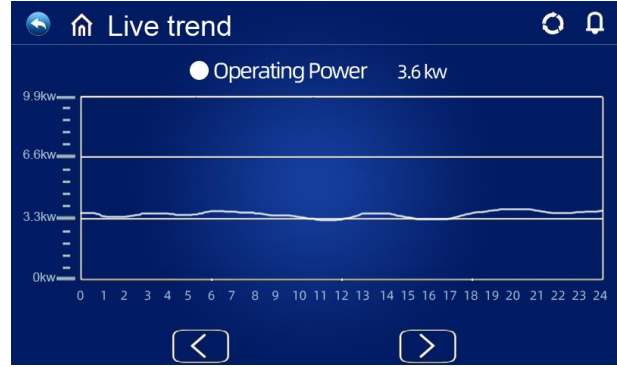 Live trend
Operating Power 3.6 kw
9.9kw
6.6kw
3.3kw
0kw
0 1 2 3 4 5 6 7 8 9 10 11 12 13 14 15 16 17 18 19 20 21 22 23 24